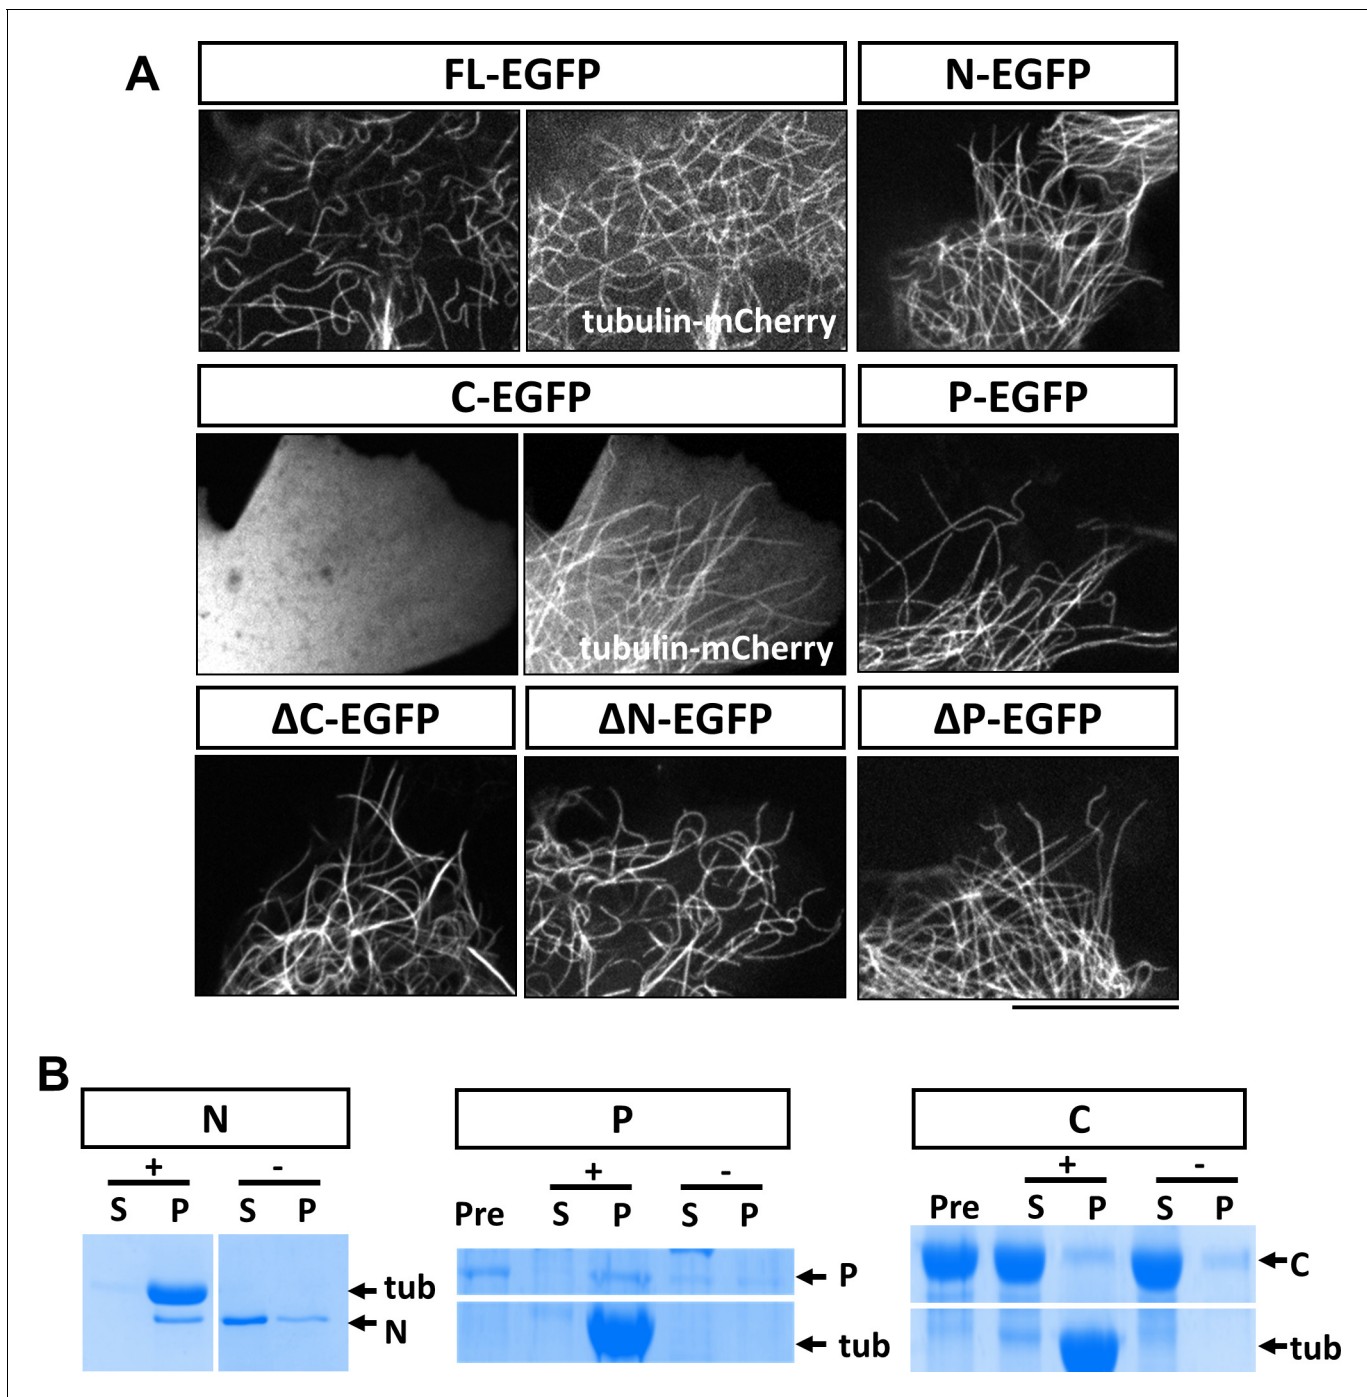 A
FL-EGFP
N-EGFP
tubulin-mCherry
C-EGFP
P-EGFP
tubulin-mCherry
ΔC-EGFP
ΔN-EGFP
ΔP-EGFP
B
N
+ -
S P S P
tub
N
P
+ -
Pre S P S P
P
tub
C
+ -
Pre S P S P
C
tub